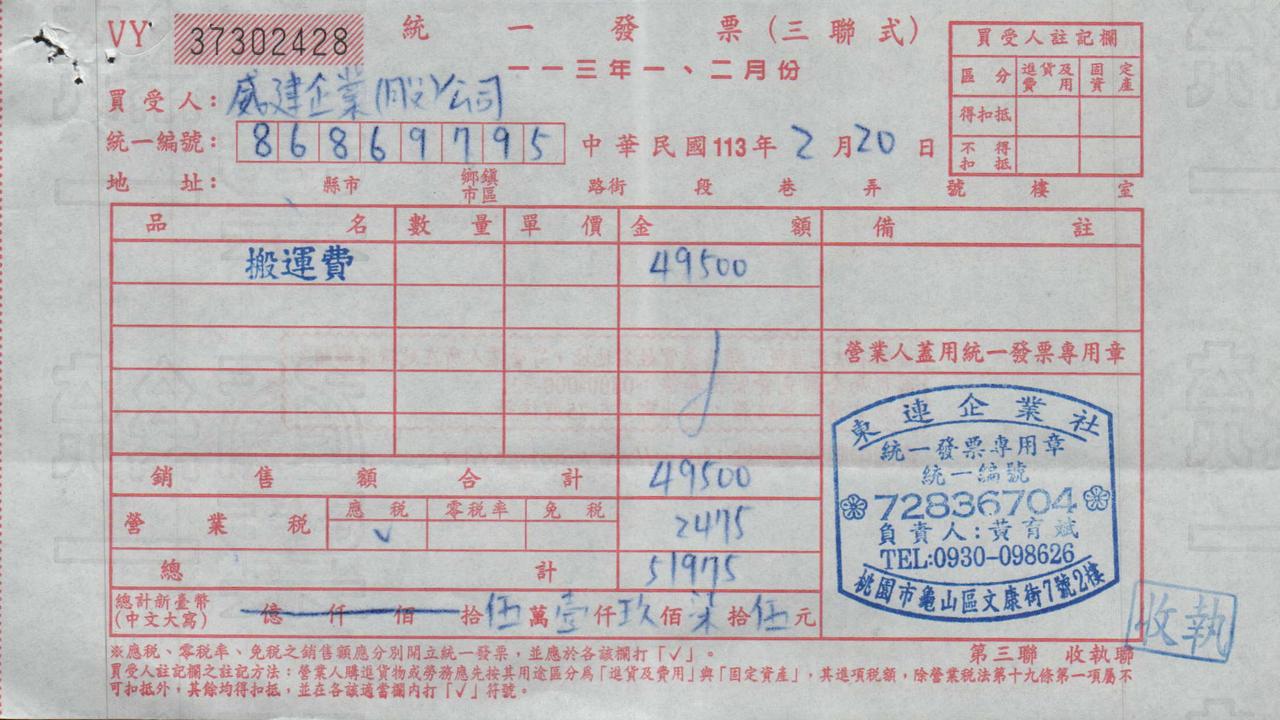 VY 37302428 統一發票(三聯式)
一一三年一、二月份
買受人: 威建企業(股)公司
統一編號: 86869795 中華民國113年2月20日
地址: 縣市 鄉鎮市區 路街 段 巷 弄 號 樓 室
買受人註記欄
區分 進貨及費用 固定資產
得扣抵
不得扣抵
品名 數量 單價 金額 備註
搬運費 49500
營業人蓋用統一發票專用章
銷售額合計 49500
營業稅 應稅 零稅率 免稅 2475
✓
總計 51975
總計新臺幣(中文大寫) 億 仟 佰 拾伍萬壹仟玖佰柒拾伍元
東連企業社
統一發票專用章
統一編號
72836704
負責人:黃育斌
TEL:0930-098626
桃園市龜山區文康街7號2樓
※應稅、零稅率、免稅之銷售額應分別開立統一發票,並應於各該欄打「✓」。
第三聯 收執聯
收執
買受人註記欄之註記方法:營業人購進貨物或勞務應先按其用途區分為「進貨及費用」與「固定資產」,其進項稅額,除營業稅法第十九條第一項屬不
可扣抵外,其餘均得扣抵,並在各該適當欄內打「✓」符號。